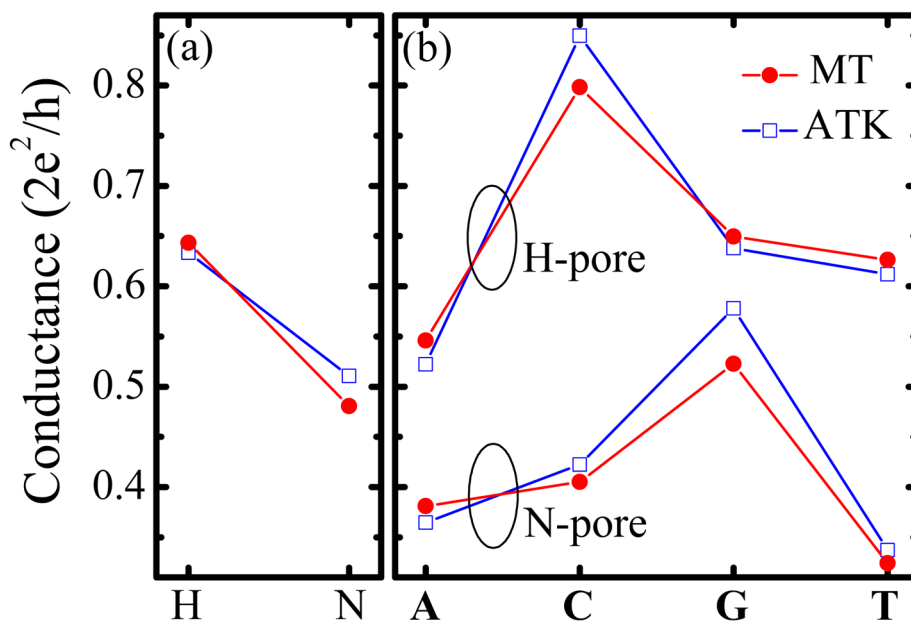 (a)
(b)
MT
ATK
Conductance (2e²/h)
0.8
0.7
0.6
0.5
0.4
H-pore
N-pore
H N
A C G T